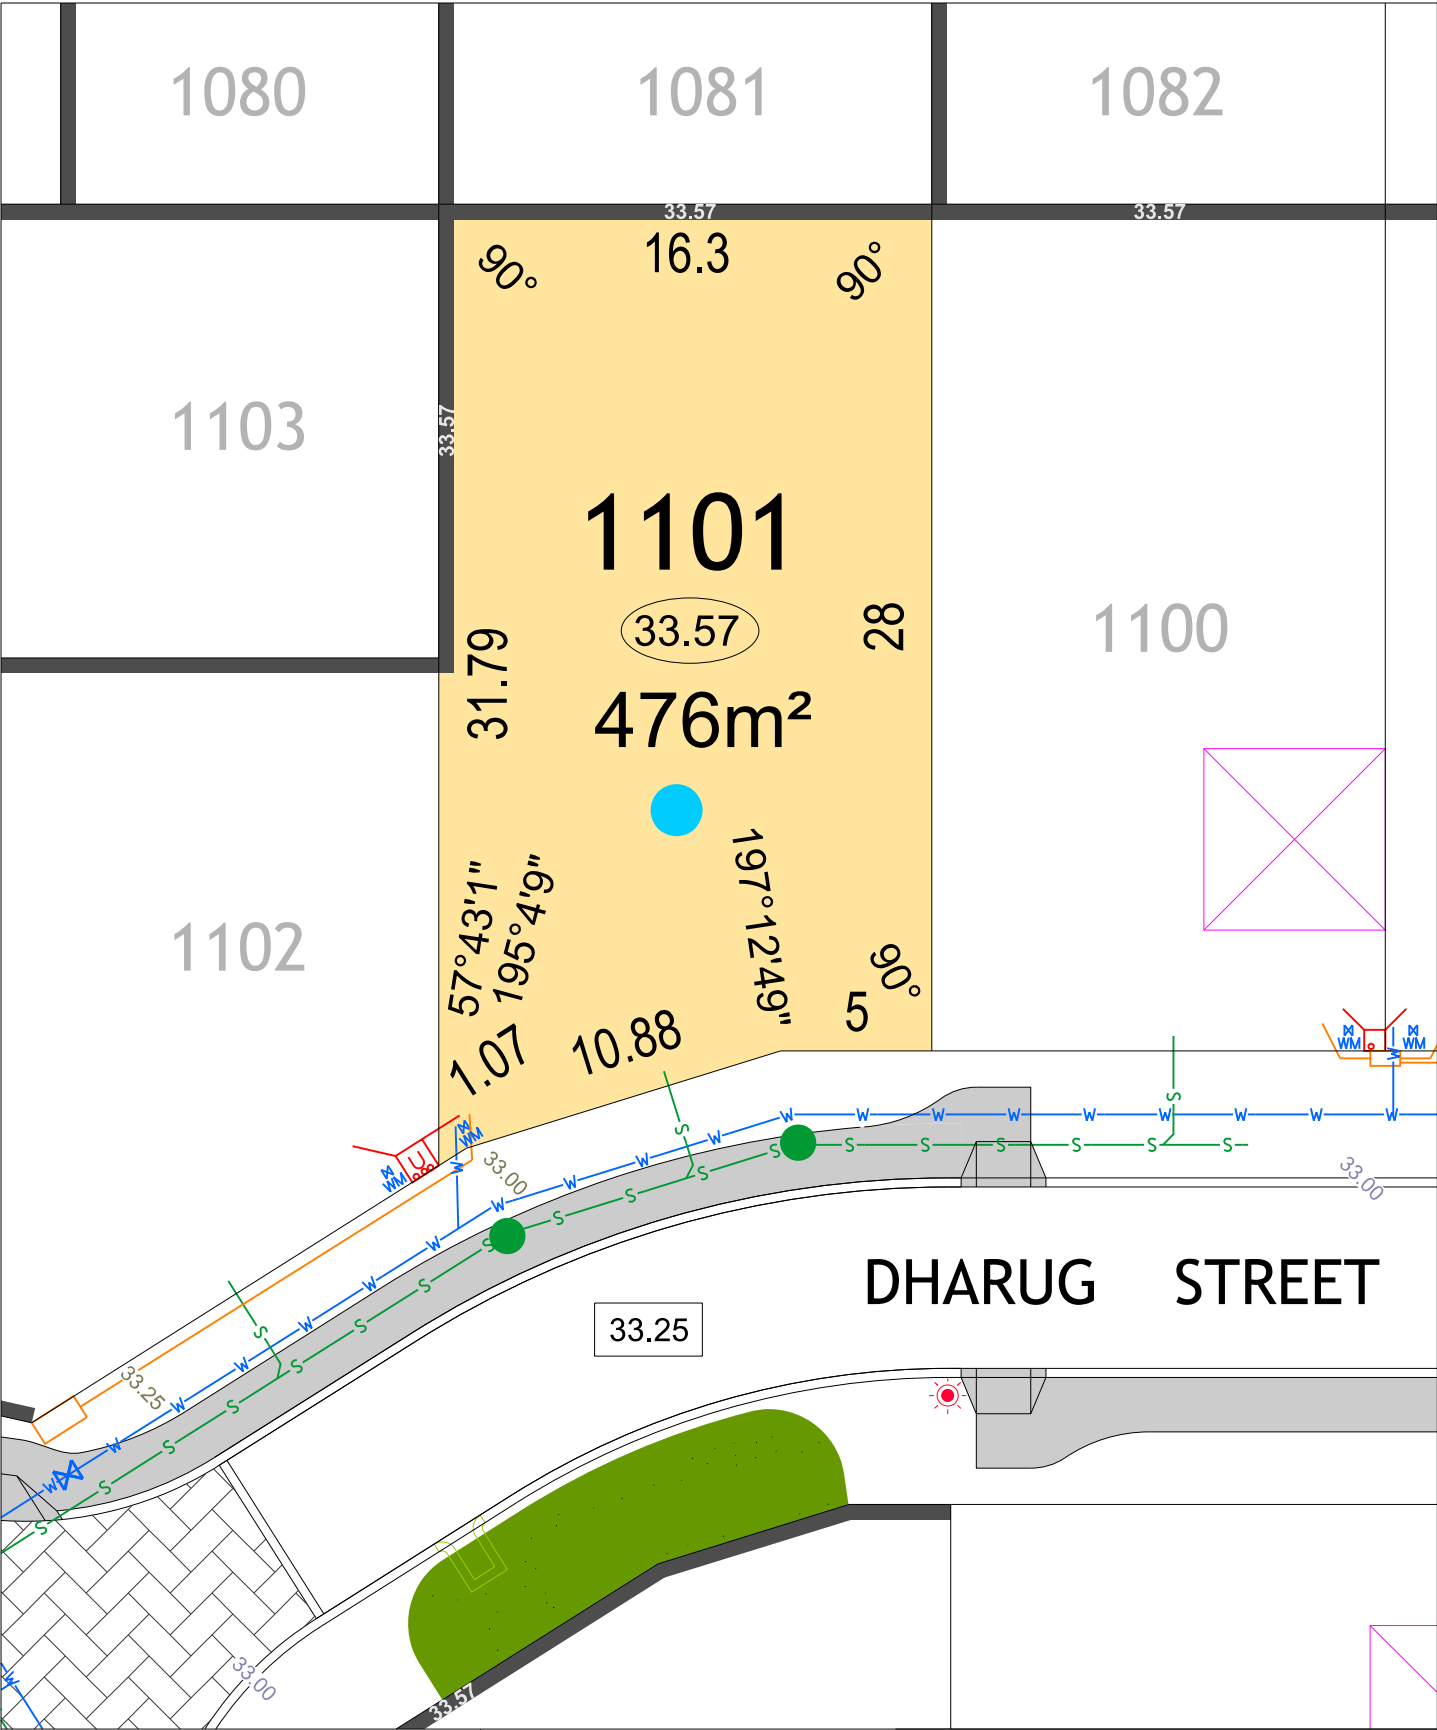 1080
1081
1082
33.57
33.57
90°
16.3
90°
1103
33.57
1101
33.57
476m²
31.79
28
1100
1102
57°43'1"
195°4'9"
197°12'49"
90°
5
1.07
10.88
WM
WM
W
S
WM
WM
W
W W W W W W W W W
S
S S S S S S
33.00
33.00
W W W W W W W
S S S S S S S
S
S
W W W W W W
S S S S S S
DHARUG STREET
33.25
33.25
33.00
33.57
W